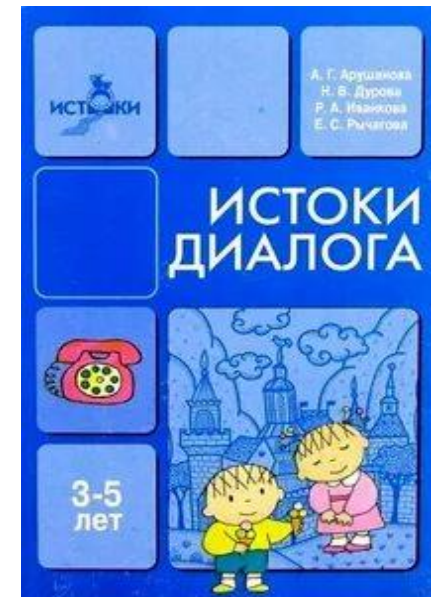 ИСТОКИ
А. Г. Арушанова
Н. В. Дурова
Р. А. Иванкова
Е. С. Рычагова
ИСТОКИ
ДИАЛОГА
3-5
лет